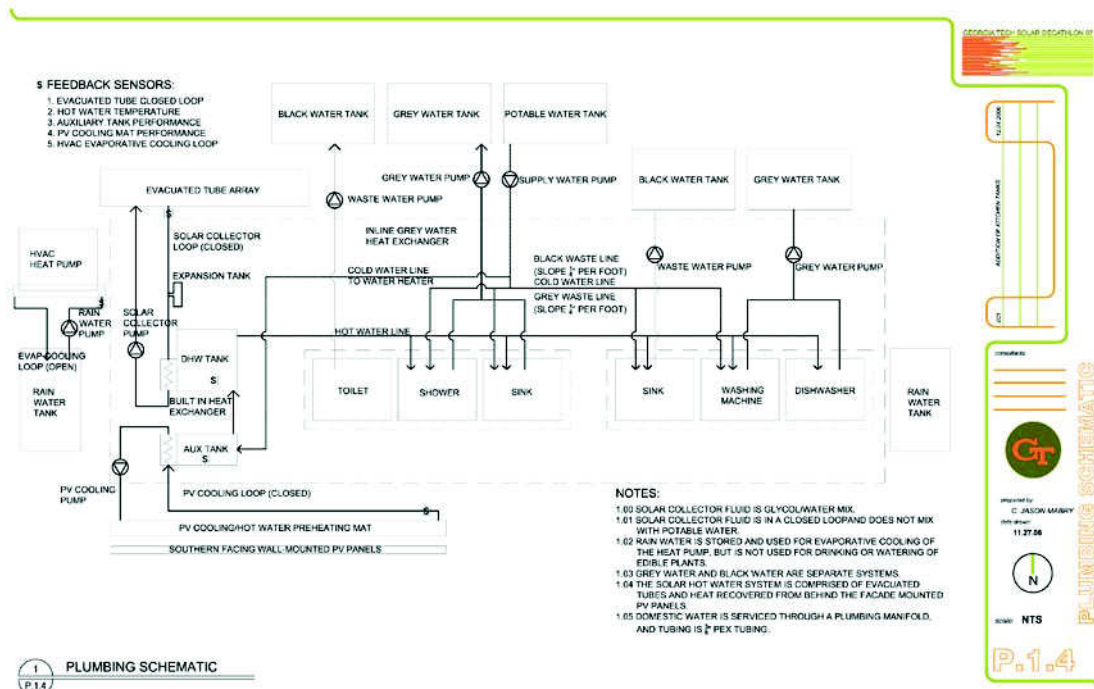 GEORGIA TECH SOLAR DECATHLON 07
$ FEEDBACK SENSORS:
1. EVACUATED TUBE CLOSED LOOP
2. HOT WATER TEMPERATURE
3. AUXILIARY TANK PERFORMANCE
4. PV COOLING MAT PERFORMANCE
5. HVAC EVAPORATIVE COOLING LOOP
BLACK WATER TANK
GREY WATER TANK
POTABLE WATER TANK
GREY WATER PUMP
SUPPLY WATER PUMP
BLACK WATER TANK
GREY WATER TANK
EVACUATED TUBE ARRAY
WASTE WATER PUMP
$
SOLAR COLLECTOR
LOOP (CLOSED)
INLINE GREY WATER
HEAT EXCHANGER
HVAC
HEAT PUMP
EXPANSION TANK
COLD WATER LINE
TO WATER HEATER
BLACK WASTE LINE
(SLOPE PER FOOT)
COLD WATER LINE
GREY WASTE LINE
(SLOPE PER FOOT)
WASTE WATER PUMP
GREY WATER PUMP
$
RAIN
WATER
PUMP
SOLAR
COLLECTOR
PUMP
HOT WATER LINE
EVAP COOLING
LOOP (OPEN)
DHW TANK
$
RAIN
WATER
TANK
BUILT IN HEAT
EXCHANGER
TOILET
SHOWER
SINK
SINK
WASHING
MACHINE
DISHWASHER
RAIN
WATER
TANK
AUX TANK
$
PV COOLING
PUMP
PV COOLING LOOP (CLOSED)
$
PV COOLING/HOT WATER PREHEATING MAT
SOUTHERN FACING WALL-MOUNTED PV PANELS
NOTES:
1.00 SOLAR COLLECTOR FLUID IS GLYCOL/WATER MIX.
1.01 SOLAR COLLECTOR FLUID IS IN A CLOSED LOOPAND DOES NOT MIX
WITH POTABLE WATER.
1.02 RAIN WATER IS STORED AND USED FOR EVAPORATIVE COOLING OF
THE HEAT PUMP, BUT IS NOT USED FOR DRINKING OR WATERING OF
EDIBLE PLANTS.
1.03 GREY WATER AND BLACK WATER ARE SEPARATE SYSTEMS.
1.04 THE SOLAR HOT WATER SYSTEM IS COMPRISED OF EVACUATED
TUBES AND HEAT RECOVERED FROM BEHIND THE FACADE MOUNTED
PV PANELS.
1.05 DOMESTIC WATER IS SERVICED THROUGH A PLUMBING MANIFOLD,
AND TUBING IS PEX TUBING.
1
P.1.4
PLUMBING SCHEMATIC
ADDITION OF KITCHEN TANKS
001
consultants
GT
prepared by
C. JASON MABRY
date drawn
11.27.06
N
scale NTS
PLUMBING SCHEMATIC
P.1.4